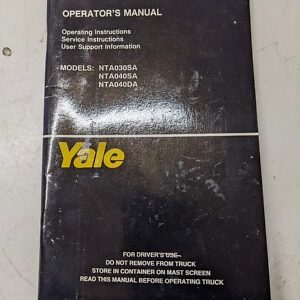 OPERATOR'S MANUAL
Operating Instructions
Service Instructions
User Support Information
MODELS: NTA030SA
NTA040SA
NTA040DA
Yale
FOR DRIVER'S USE
DO NOT REMOVE FROM TRUCK
STORE IN CONTAINER ON MAST SCREEN
READ THIS MANUAL BEFORE OPERATING TRUCK